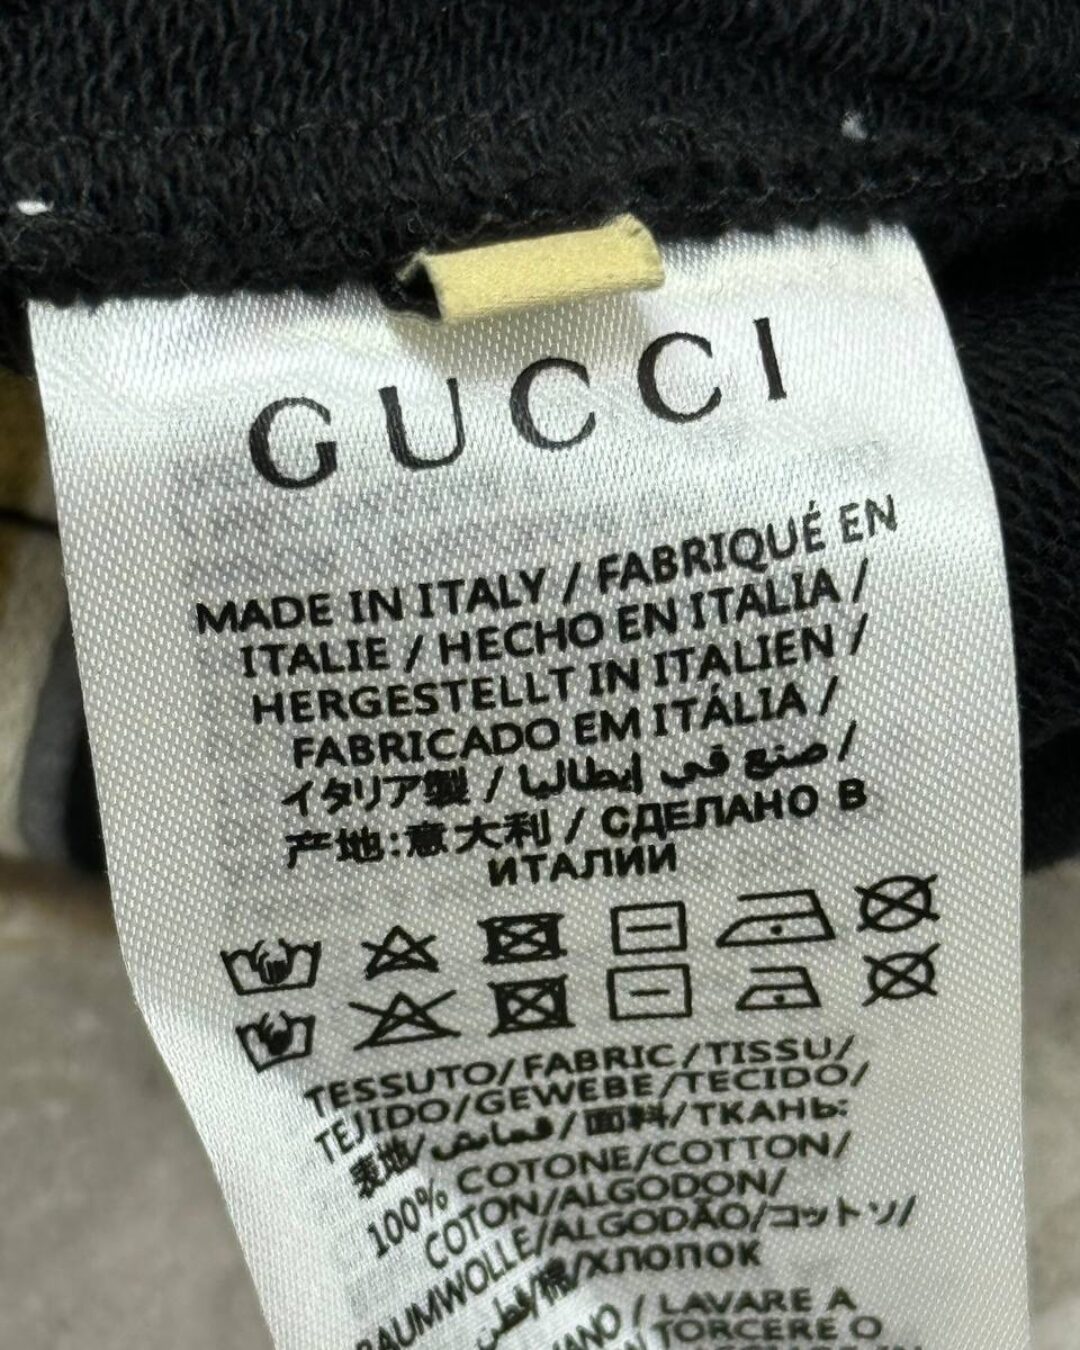 GUCCI
MADE IN ITALY / FABRIQUÉ EN
ITALIE / HECHO EN ITALIA /
HERGESTELLT IN ITALIEN /
FABRICADO EM ITÁLIA /
イタリア製 / صنع في إيطاليا /
产地:意大利 / СДЕЛАНО В
ИТАЛИИ
TESSUTO/FABRIC/TISSU/
TEJIDO/GEWEBE/TECIDO/
表地/قماش/面料/ТКАНЬ:
100% COTONE/COTTON/
COTON/ALGODON/
BAUMWOLLE/ALGODÃO/コットン/
قطن/棉/ХЛОПОК
MANO / LAVARE A
TORCERE O